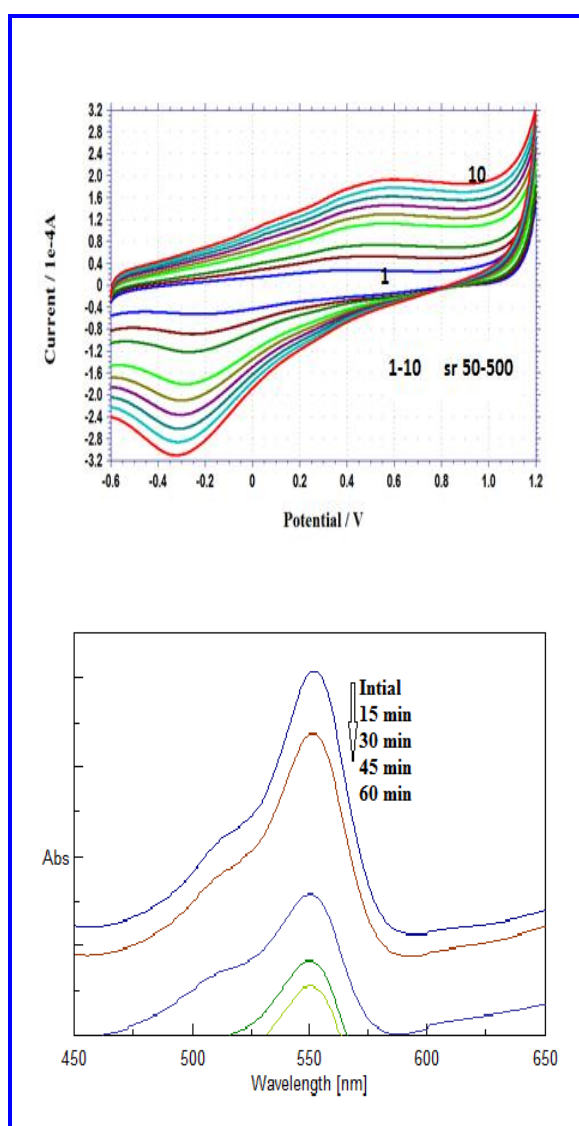 3.2
2.8
2.4
2.0
1.6
1.2
0.8
0.4
0
-0.4
-0.8
-1.2
-1.6
-2.0
-2.4
-2.8
-3.2
Current / 1e-4A
10
1
1-10 sr 50-500
-0.6 -0.4 -0.2 0 0.2 0.4 0.6 0.8 1.0 1.2
Potential / V
Intial
15 min
30 min
45 min
60 min
Abs
450 500 550 600 650
Wavelength [nm]